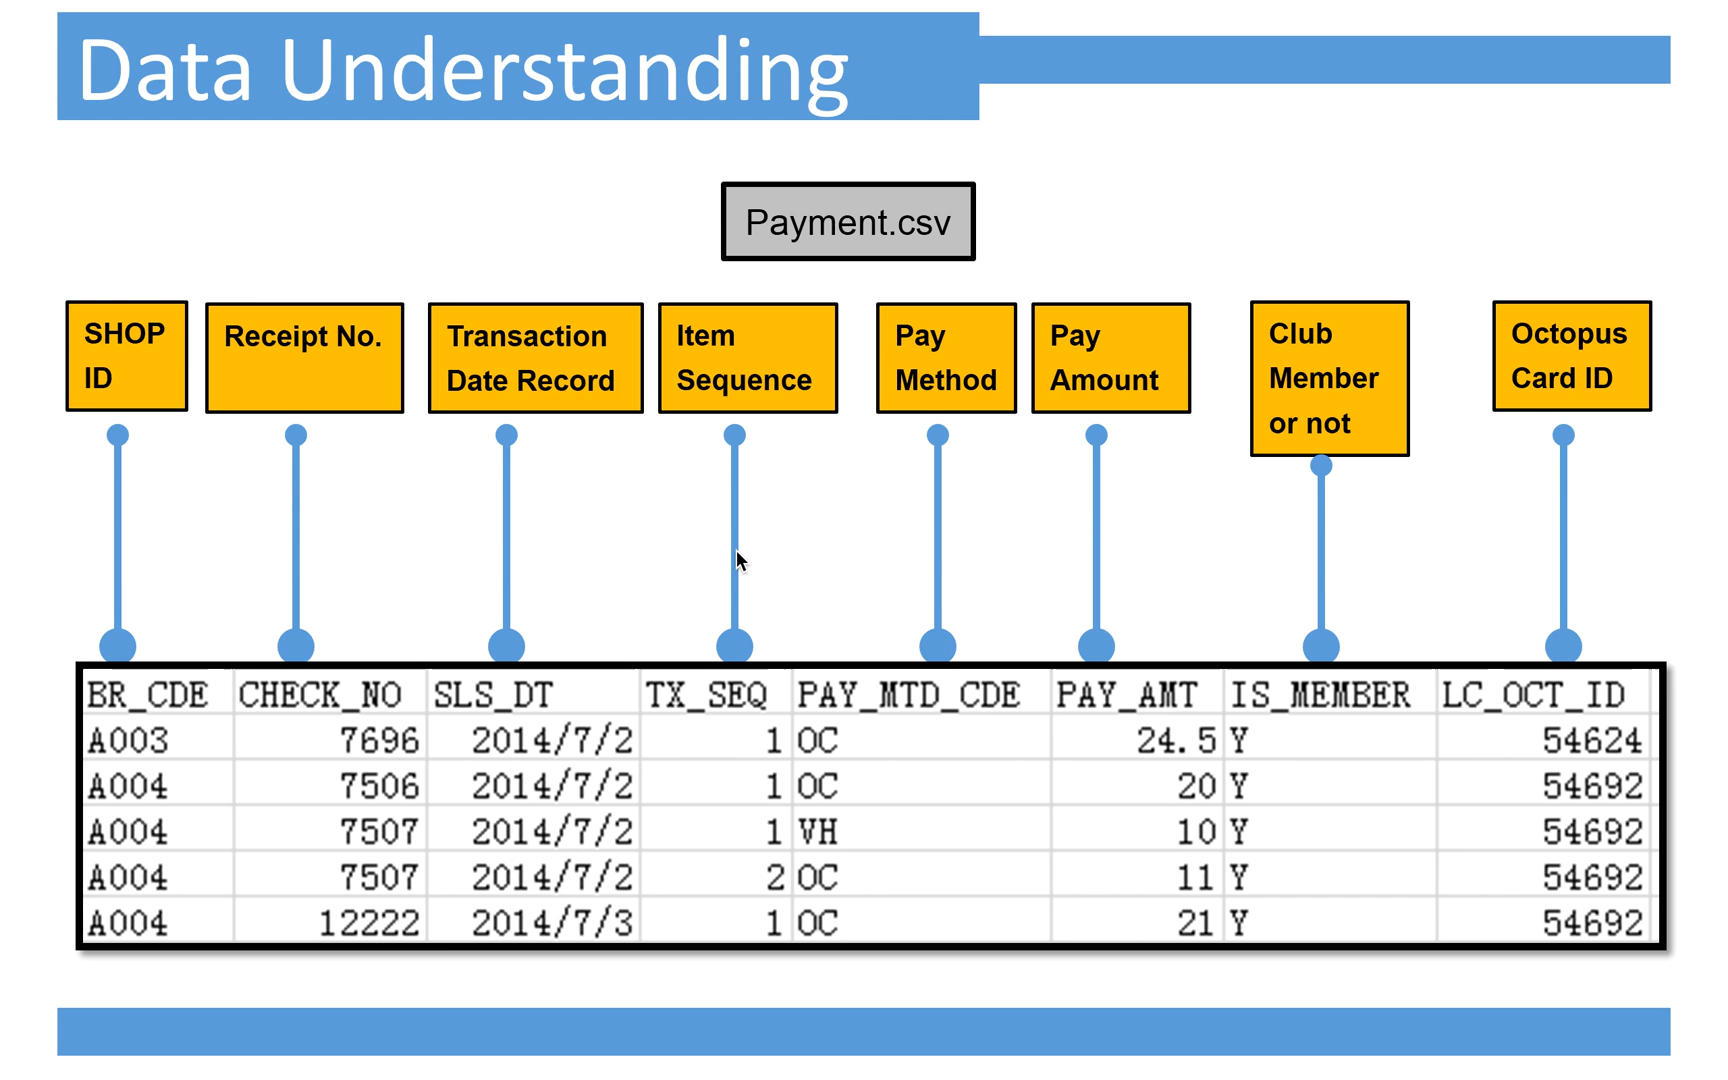 Data Understanding
Payment.csv
SHOP
ID
Receipt No.
Transaction
Date Record
Item
Sequence
Pay
Method
Pay
Amount
Club
Member
or not
Octopus
Card ID
BR_CDE CHECK_NO SLS_DT TX_SEQ PAY_MTD_CDE PAY_AMT IS_MEMBER LC_OCT_ID
A003 7696 2014/7/2 1 OC 24.5 Y 54624
A004 7506 2014/7/2 1 OC 20 Y 54692
A004 7507 2014/7/2 1 VH 10 Y 54692
A004 7507 2014/7/2 2 OC 11 Y 54692
A004 12222 2014/7/3 1 OC 21 Y 54692